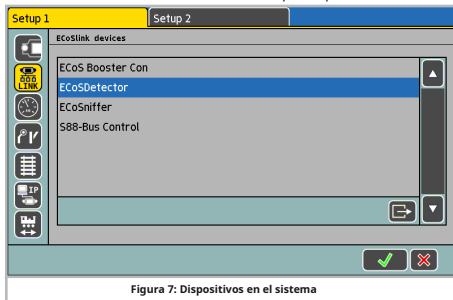 Setup 1
Setup 2
ECoSlink devices
ECoS Booster Con
ECoSDetector
ECoSniffer
S88-Bus Control
LINK
IP
Figura 7: Dispositivos en el sistema